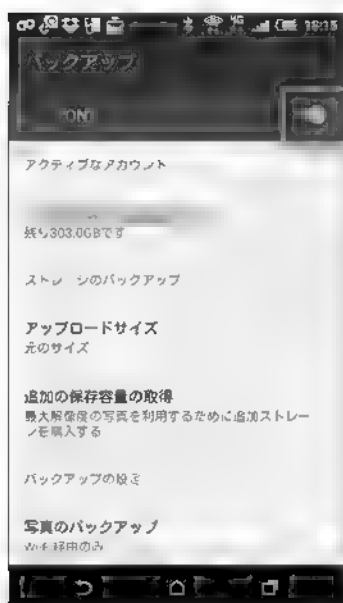 4G 18:15
バックアップ
ON
アクティブなアカウント
残り303.0GBです
ストレージのバックアップ
アップロードサイズ
元のサイズ
追加の保存容量の取得
最大解像度の写真を利用するために追加ストレー
ジを購入する
バックアップの設定
写真のバックアップ
Wi-Fi 経由のみ